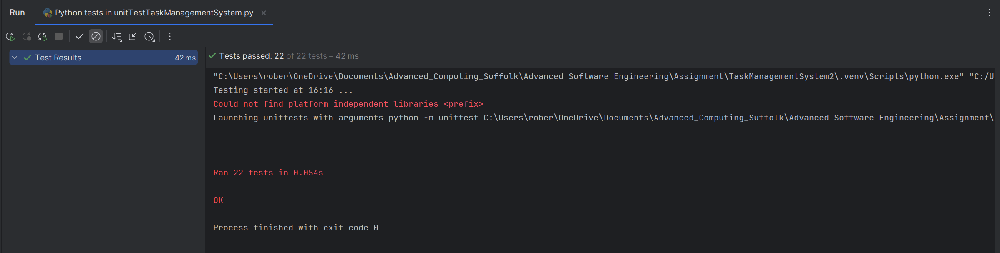 Run Python tests in unitTestTaskManagementSystem.py
Test Results 42 ms
Tests passed: 22 of 22 tests – 42 ms
"C:\Users\rober\OneDrive\Documents\Advanced_Computing_Suffolk\Advanced Software Engineering\Assignment\TaskManagementSystem2\.venv\Scripts\python.exe" "C:/U
Testing started at 16:16 ...
Could not find platform independent libraries <prefix>
Launching unittests with arguments python -m unittest C:\Users\rober\OneDrive\Documents\Advanced_Computing_Suffolk\Advanced Software Engineering\Assignment\
Ran 22 tests in 0.054s
OK
Process finished with exit code 0